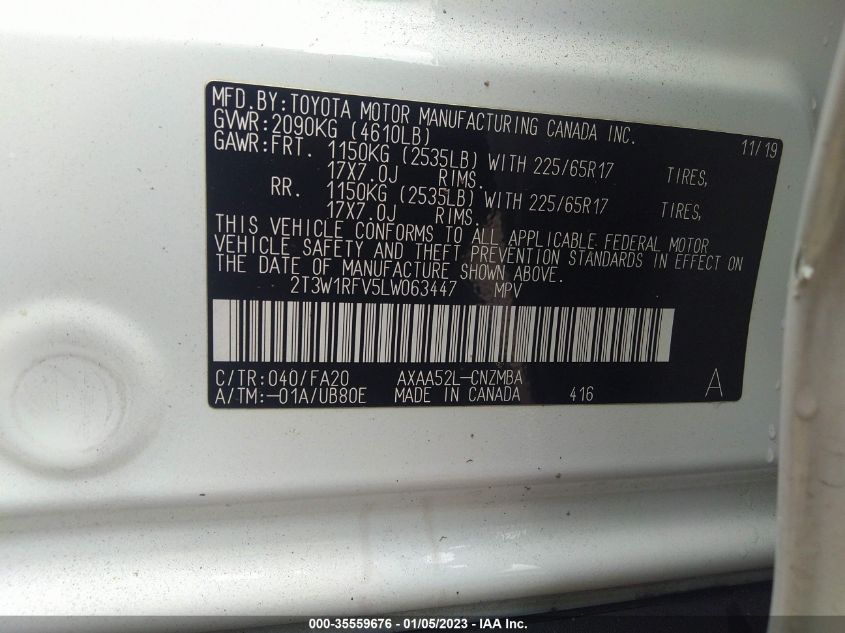 MFD.BY:TOYOTA MOTOR MANUFACTURING CANADA INC.
GVWR:2090KG (4610LB) 11/19
GAWR:FRT. 1150KG (2535LB) WITH 225/65R17 TIRES,
17X7.0J RIMS.
RR. 1150KG (2535LB) WITH 225/65R17 TIRES,
17X7.0J RIMS.
THIS VEHICLE CONFORMS TO ALL APPLICABLE FEDERAL MOTOR
VEHICLE SAFETY AND THEFT PREVENTION STANDARDS IN EFFECT ON
THE DATE OF MANUFACTURE SHOWN ABOVE.
2T3W1RFV5LW063447 MPV
C/TR:040/FA20 AXAA52L-CNZMBA A
A/TM:-01A/UB80E MADE IN CANADA 416
000-35559676 - 01/05/2023 - IAA Inc.